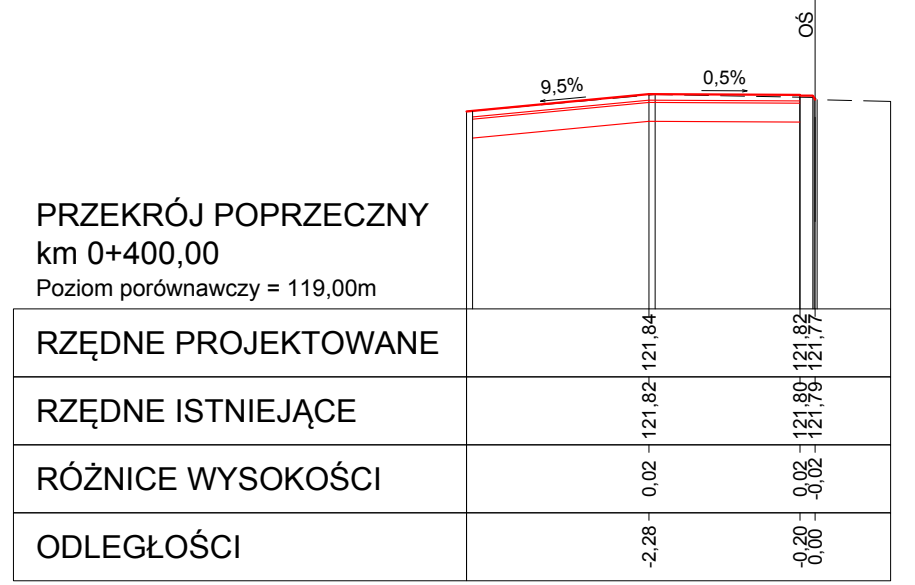 OŚ
9,5%
0,5%
PRZEKRÓJ POPRZECZNY
km 0+400,00
Poziom porównawczy = 119,00m
RZĘDNE PROJEKTOWANE
121,84
121,82
121,77
RZĘDNE ISTNIEJĄCE
121,82
121,80
121,79
RÓŻNICE WYSOKOŚCI
0,02
0,02
-0,02
ODLEGŁOŚCI
-2,28
-0,20
0,00